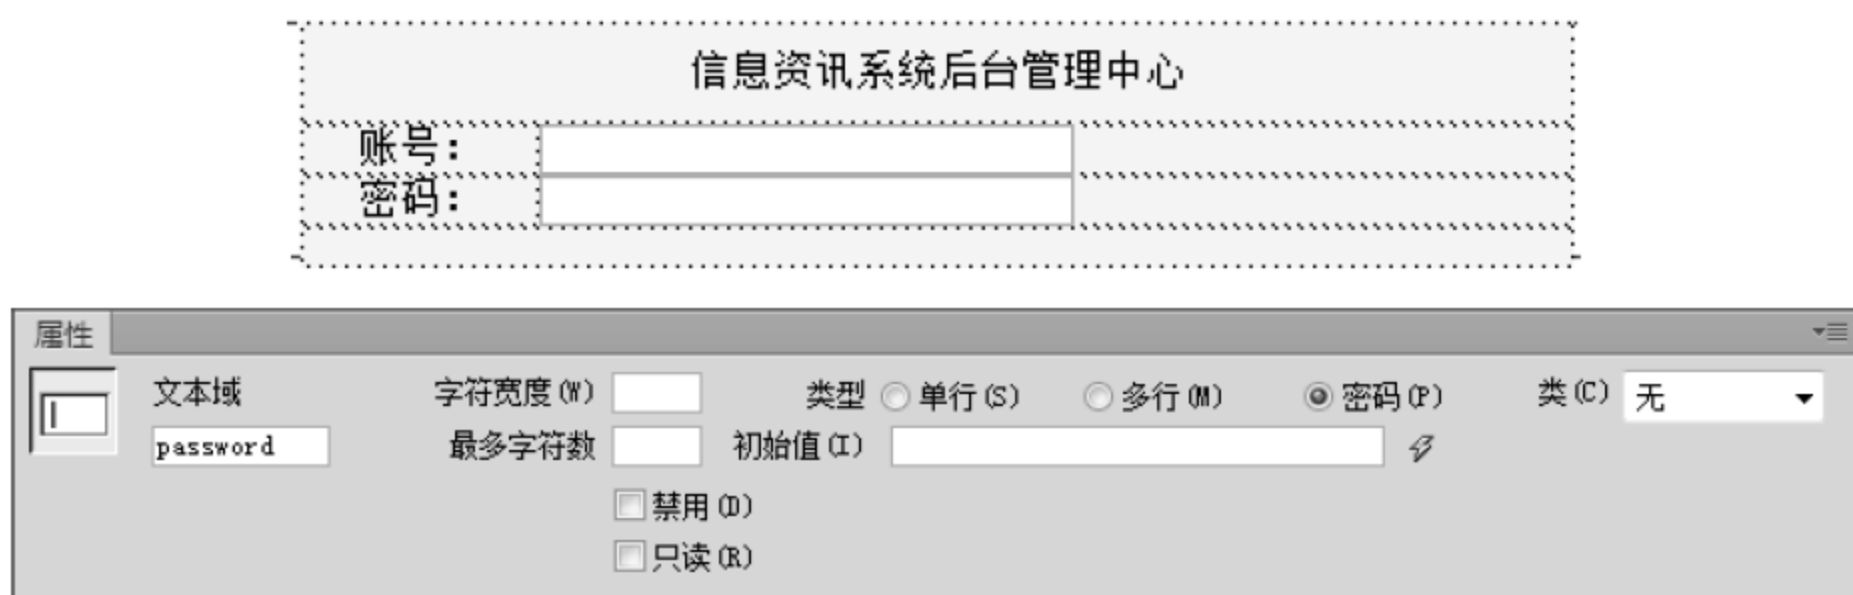 信息资讯系统后台管理中心
账号：
密码：
属性
文本域 字符宽度(W) 类型 单行(S) 多行(M) 密码(P) 类(C) 无
password 最多字符数 初始值(I)
禁用(D)
只读(R)